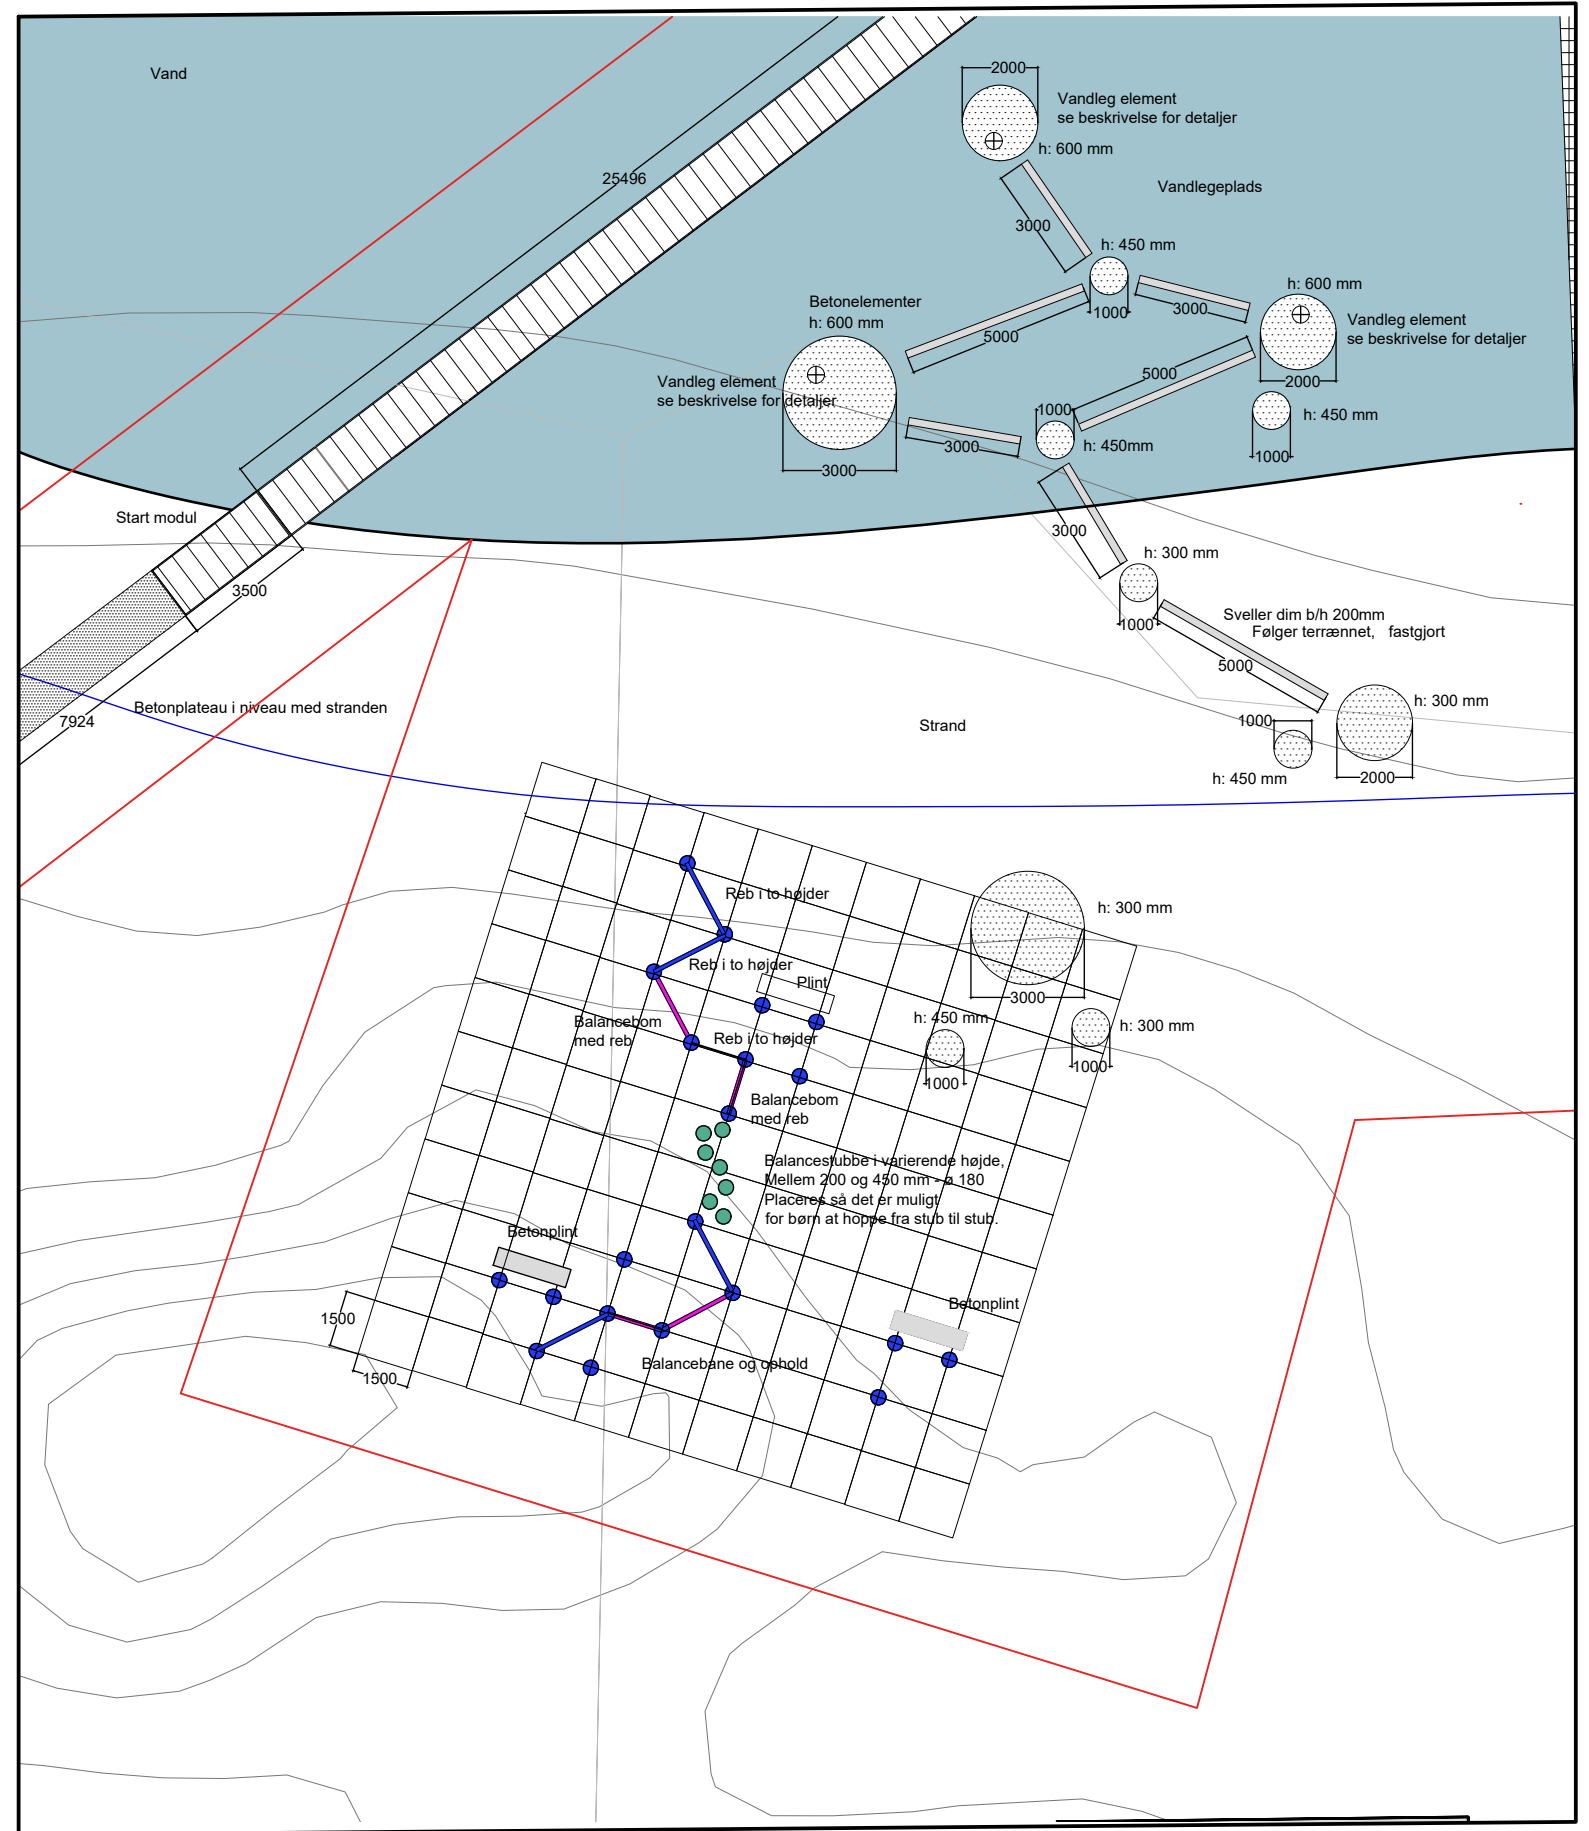 Vand
2000
Vandleg element
se beskrivelse for detaljer
h: 600 mm
25496
Vandlegeplads
3000
h: 450 mm
1000
3000
h: 600 mm
Vandleg element
se beskrivelse for detaljer
2000
Betonelementer
h: 600 mm
5000
Vandleg element
se beskrivelse for detaljer
3000
5000
1000
h: 450mm
3000
h: 450 mm
1000
Start modul
3500
3000
h: 300 mm
1000
Sveller dim b/h 200mm
Følger terrænnet, fastgjort
5000
h: 300 mm
1000
h: 450 mm
2000
Betonplateau i niveau med stranden
7924
Strand
Reb i to højder
h: 300 mm
3000
Reb i to højder
Plint
Balancebom
med reb
Reb i to højder
h: 450 mm
1000
h: 300 mm
1000
Balancebom
med reb
Balancestubbe i varierende højde,
Mellem 200 og 450 mm - ø 180
Placeres så det er muligt
for børn at hoppe fra stub til stub.
Betonplint
Betonplint
1500
1500
Balancebane og ophold